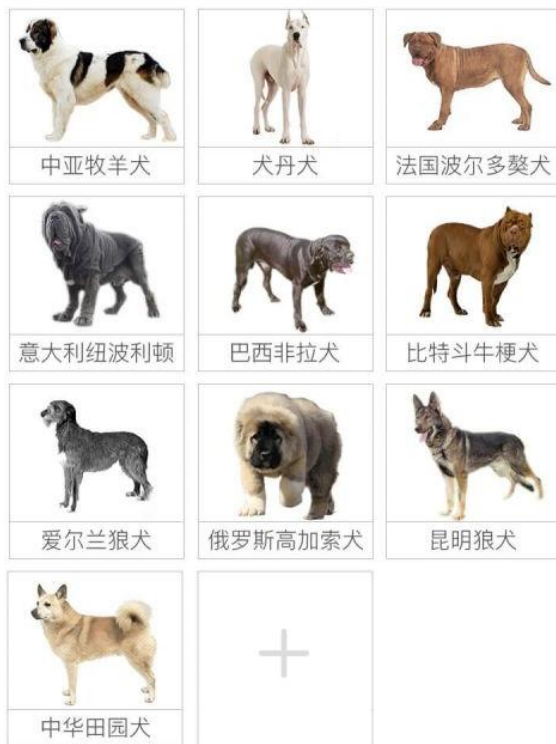 中亚牧羊犬
犬丹犬
法国波尔多獒犬
意大利纽波利顿
巴西非拉犬
比特斗牛梗犬
爱尔兰狼犬
俄罗斯高加索犬
昆明狼犬
中华田园犬